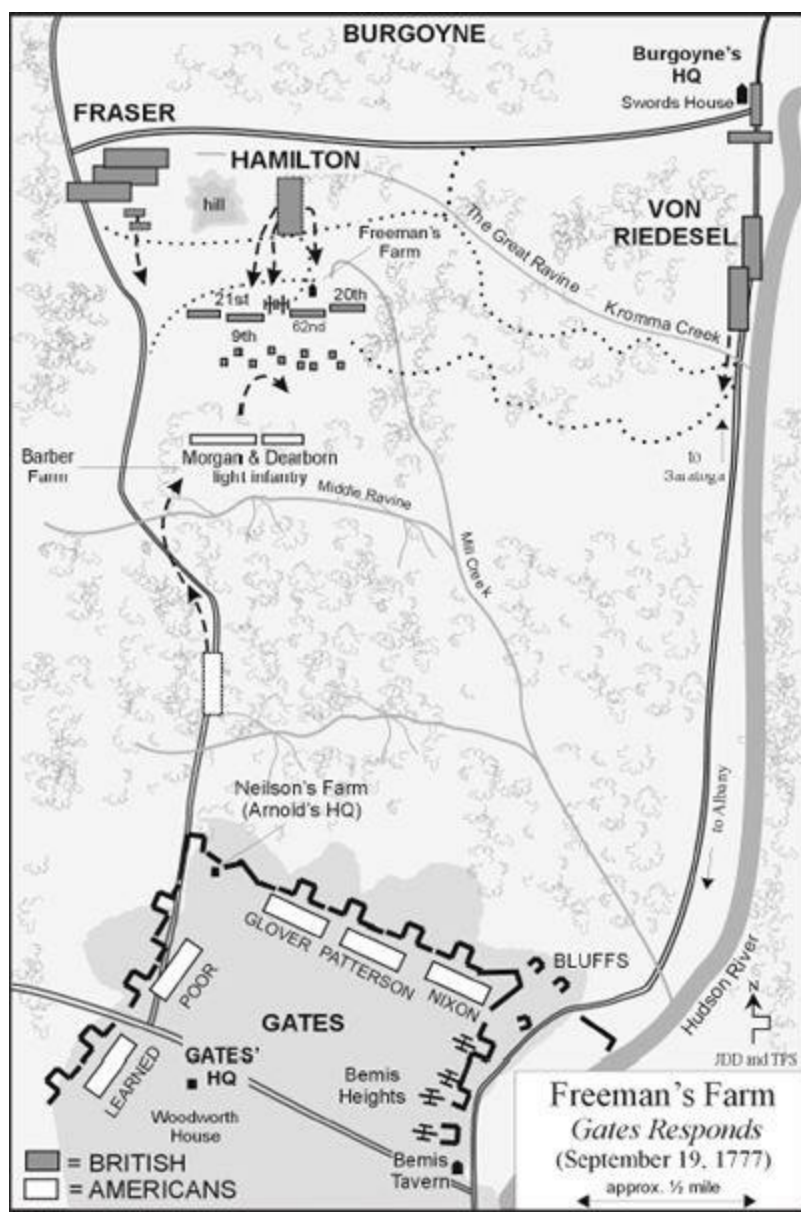 BURGOYNE
Burgoyne's
HQ
Swords House
FRASER
HAMILTON
hill
The Great Ravine
VON
RIEDESEL
Freeman's
Farm
Kromma Creek
21st
20th
9th
62nd
Barber
Farm
Morgan & Dearborn
light infantry
to
Middle Ravine
Mill Creek
Neilson's Farm
(Arnold's HQ)
to Albany
GLOVER
PATTERSON
NIXON
BLUFFS
POOR
Hudson River
N
GATES
LEARNED
GATES'
HQ
Woodworth
House
Bemis
Heights
Bemis
Tavern
JDD and TPS
Freeman's Farm
Gates Responds
(September 19, 1777)
approx. ½ mile
= BRITISH
= AMERICANS